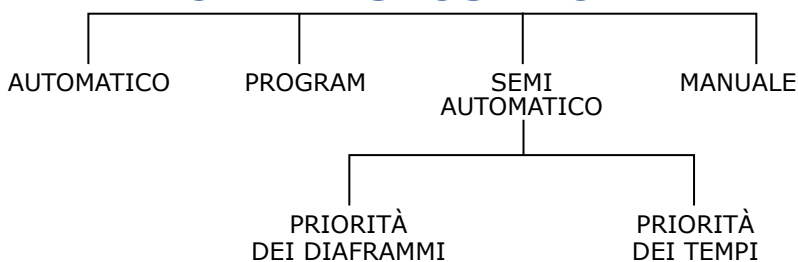 AUTOMATICO PROGRAM SEMI MANUALE
AUTOMATICO
PRIORITÀ PRIORITÀ
DEI DIAFRAMMI DEI TEMPI